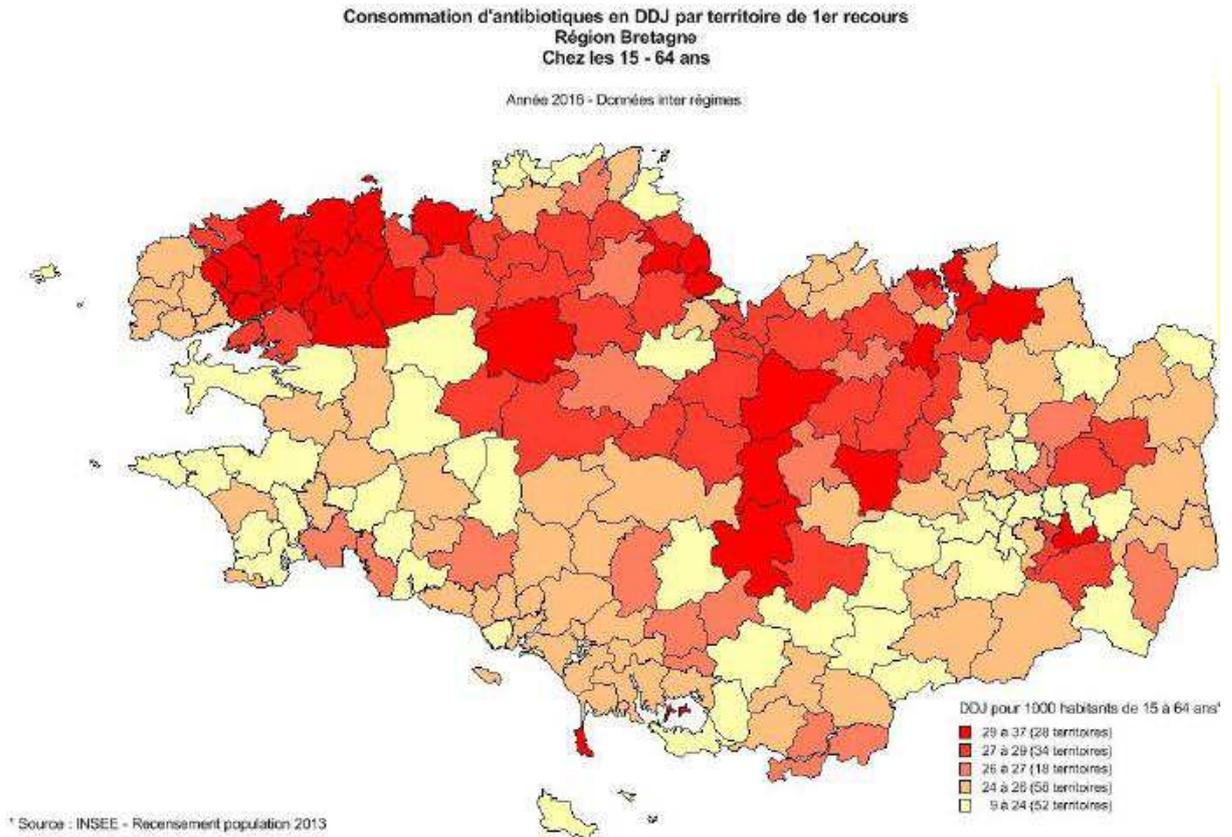 Consommation d'antibiotiques en DDJ par territoire de 1er recours
Région Bretagne
Chez les 15 - 64 ans
Année 2016 - Données inter régimes
DDJ pour 1000 habitants de 15 à 64 ans*
29 à 37 (28 territoires)
27 à 29 (34 territoires)
26 à 27 (18 territoires)
24 à 26 (58 territoires)
9 à 24 (52 territoires)
* Source : INSEE - Recensement population 2013